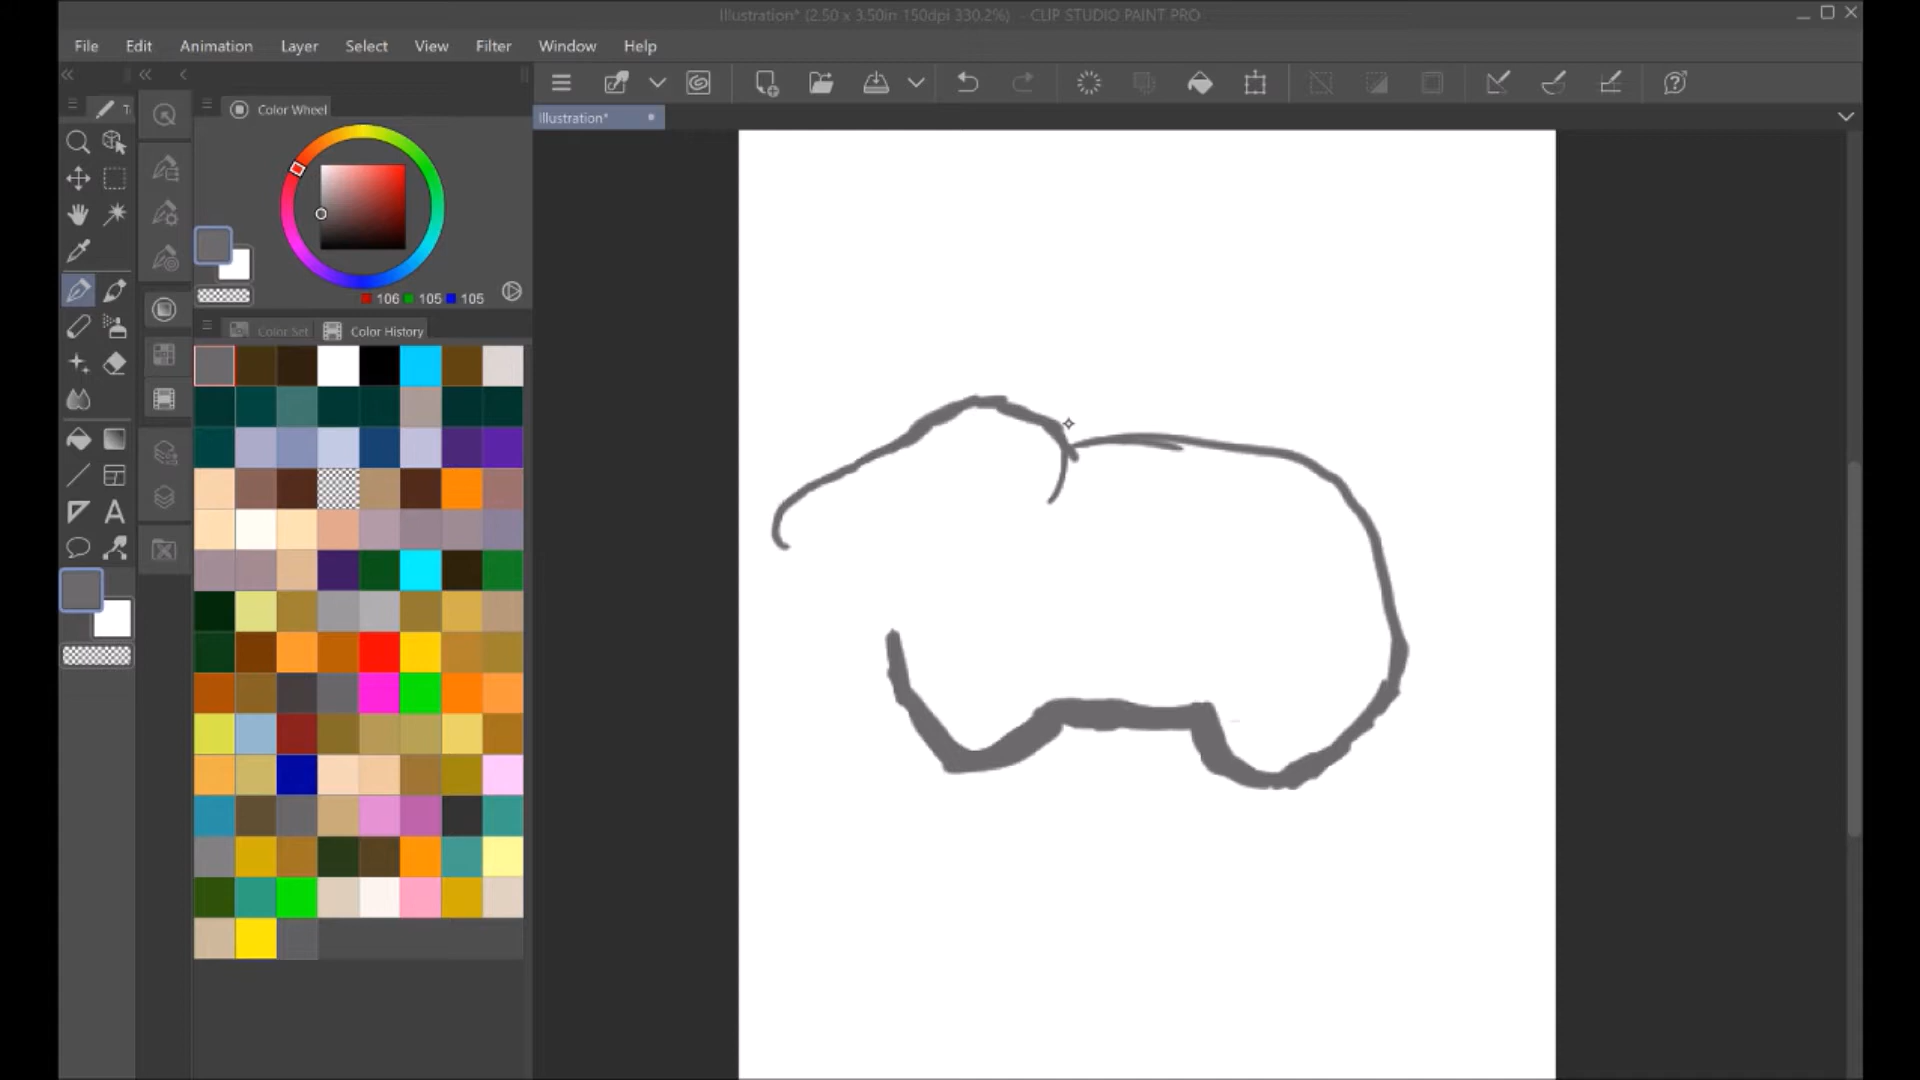 Illustration* (2.50 x 3.50in 150dpi 330.2%) - CLIP STUDIO PAINT PRO
File Edit Animation Layer Select View Filter Window Help
Color Wheel
Illustration*
106 105 105
Color Set Color History